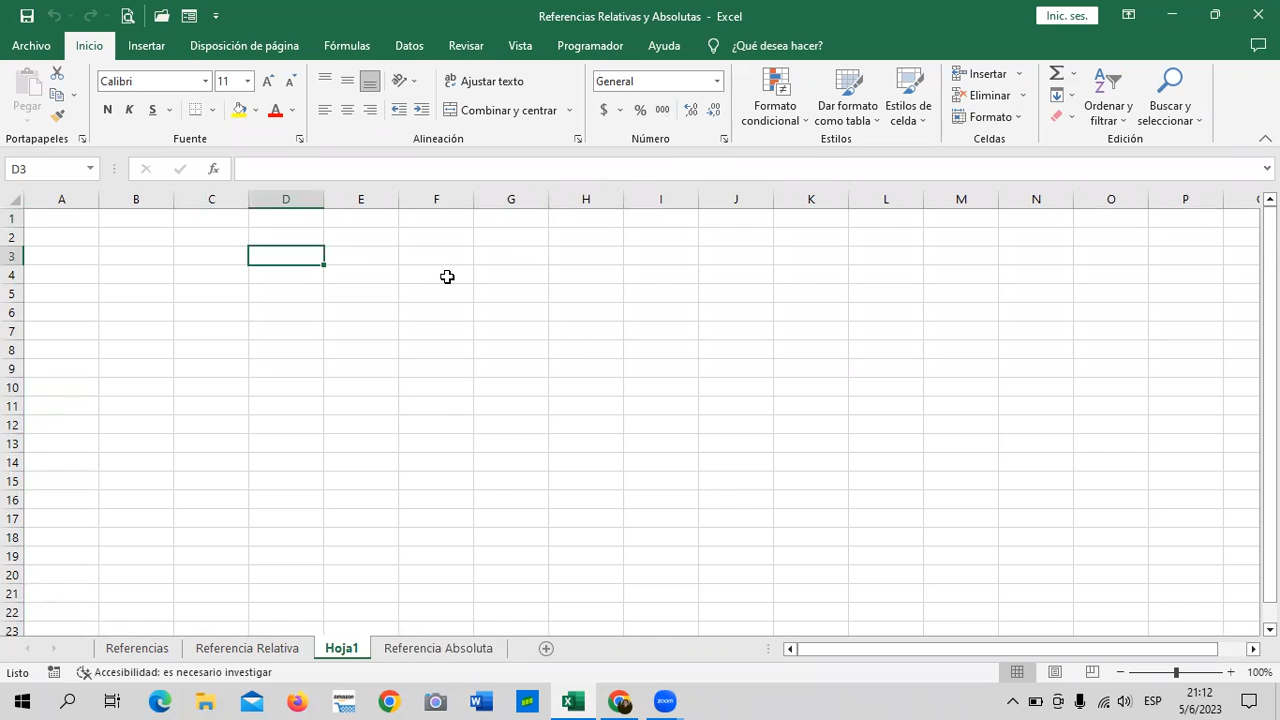 Referencias Relativas y Absolutas - Excel
Inic. ses.
Archivo Inicio Insertar Disposición de página Fórmulas Datos Revisar Vista Programador Ayuda ¿Qué desea hacer?
Pegar
Calibri 11
Ajustar texto
General
Insertar
N K S
Combinar y centrar
$ % 000
Formato condicional
Dar formato como tabla
Estilos de celda
Eliminar
Formato
Ordenar y filtrar
Buscar y seleccionar
Portapapeles Fuente Alineación Número Estilos Celdas Edición
D3 fx
A B C D E F G H I J K L M N O P
1
2
3
4
5
6
7
8
9
10
11
12
13
14
15
16
17
18
19
20
21
22
23
Referencias Referencia Relativa Hoja1 Referencia Absoluta
Listo Accesibilidad: es necesario investigar 100%
amazon zoom ESP 21:12
5/6/2023